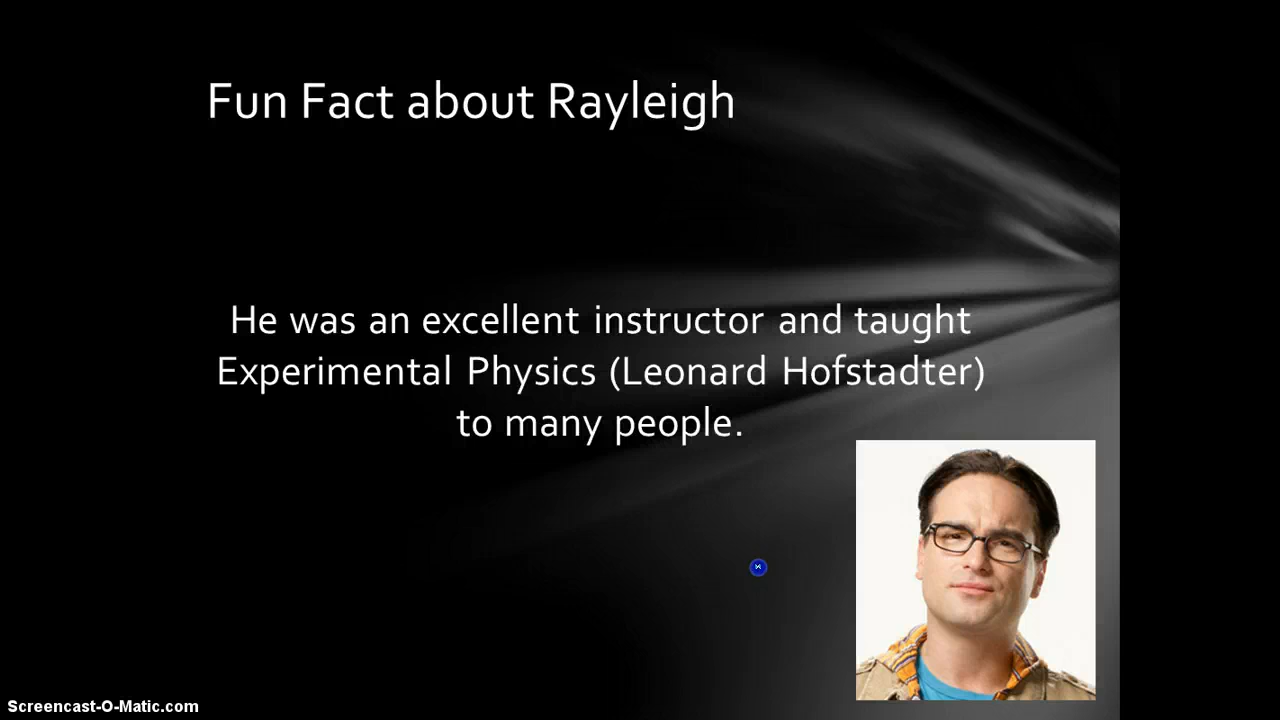 Fun Fact about Rayleigh
He was an excellent instructor and taught
Experimental Physics (Leonard Hofstadter)
to many people.
Screencast-O-Matic.com